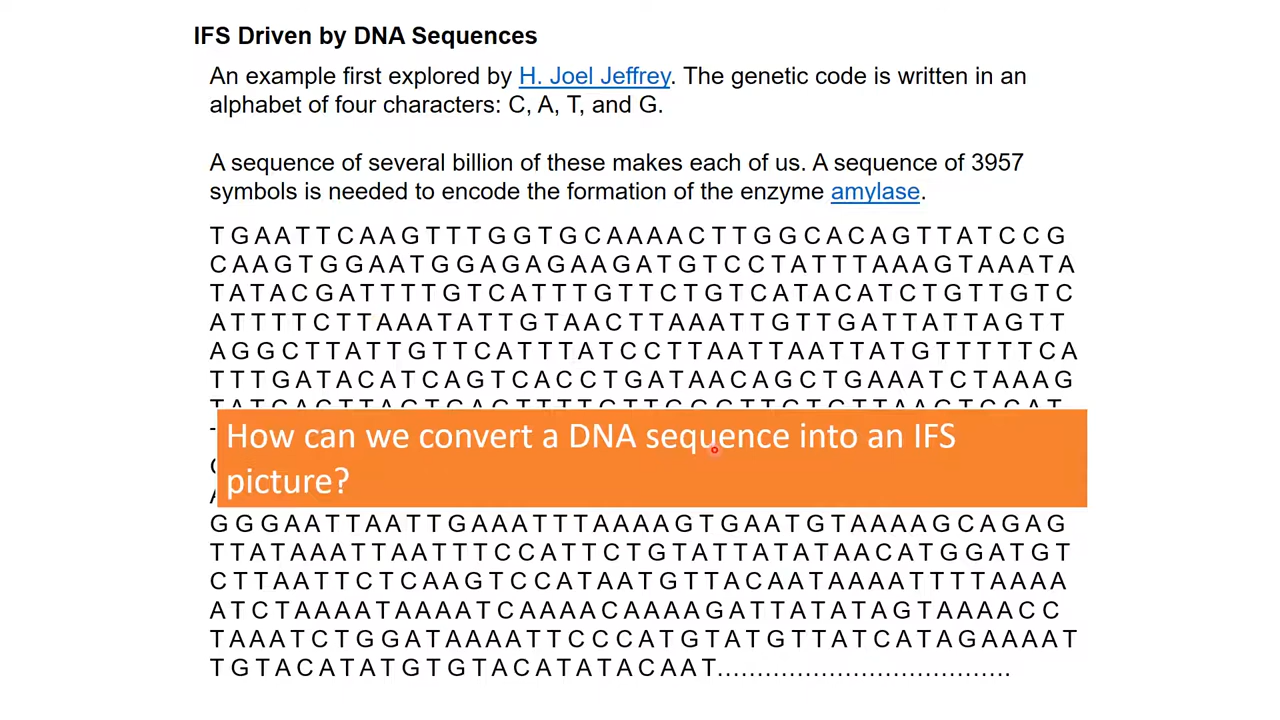 IFS Driven by DNA Sequences
An example first explored by H. Joel Jeffrey. The genetic code is written in an
alphabet of four characters: C, A, T, and G.
A sequence of several billion of these makes each of us. A sequence of 3957
symbols is needed to encode the formation of the enzyme amylase.
T G A A T T C A A G T T T G G T G C A A A A C T T G G C A C A G T T A T C C G
C A A G T G G A A T G G A G A G A A G A T G T C C T A T T T A A A G T A A A T A
T A T A C G A T T T T G T C A T T T G T T C T G T C A T A C A T C T G T T G T C
A T T T T C T T A A A T A T T G T A A C T T A A A T T G T T G A T T A T T A G T T
A G G C T T A T T G T T C A T T T A T C C T T A A T T A A T T A T G T T T T T C A
T T T G A T A C A T C A G T C A C C T G A T A A C A G C T G A A A T C T A A A G
How can we convert a DNA sequence into an IFS
picture?
G G G A A T T A A T T G A A A T T T A A A A G T G A A T G T A A A A G C A G A G
T T A T A A A T T A A T T T C C A T T C T G T A T T A T A T A A C A T G G A T G T
C T T A A T T C T C A A G T C C A T A A T G T T A C A A T A A A A T T T T A A A A
A T C T A A A A T A A A A T C A A A A C A A A A G A T T A T A T A G T A A A A C C
T A A A T C T G G A T A A A A T T C C C A T G T A T G T T A T C A T A G A A A A T
T G T A C A T A T G T G T A C A T A T A C A A T....................................